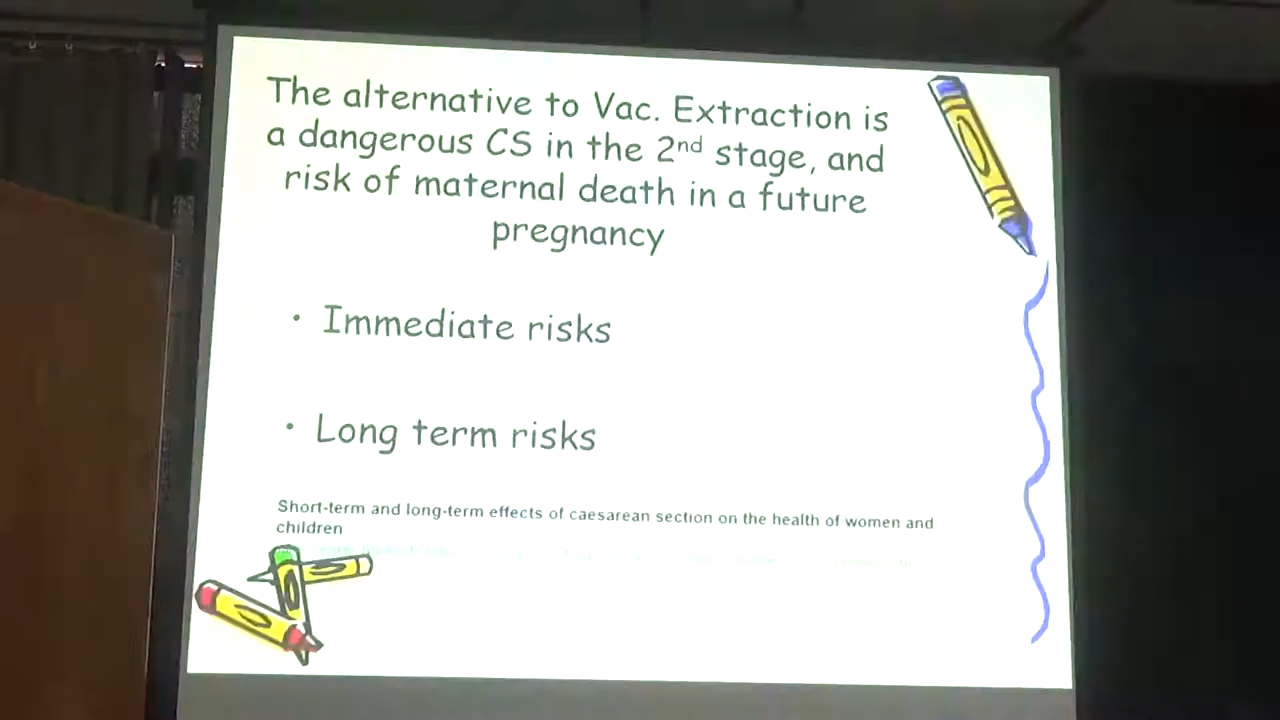 The alternative to Vac. Extraction is
a dangerous CS in the 2nd stage, and
risk of maternal death in a future
pregnancy
• Immediate risks
• Long term risks
Short-term and long-term effects of caesarean section on the health of women and
children